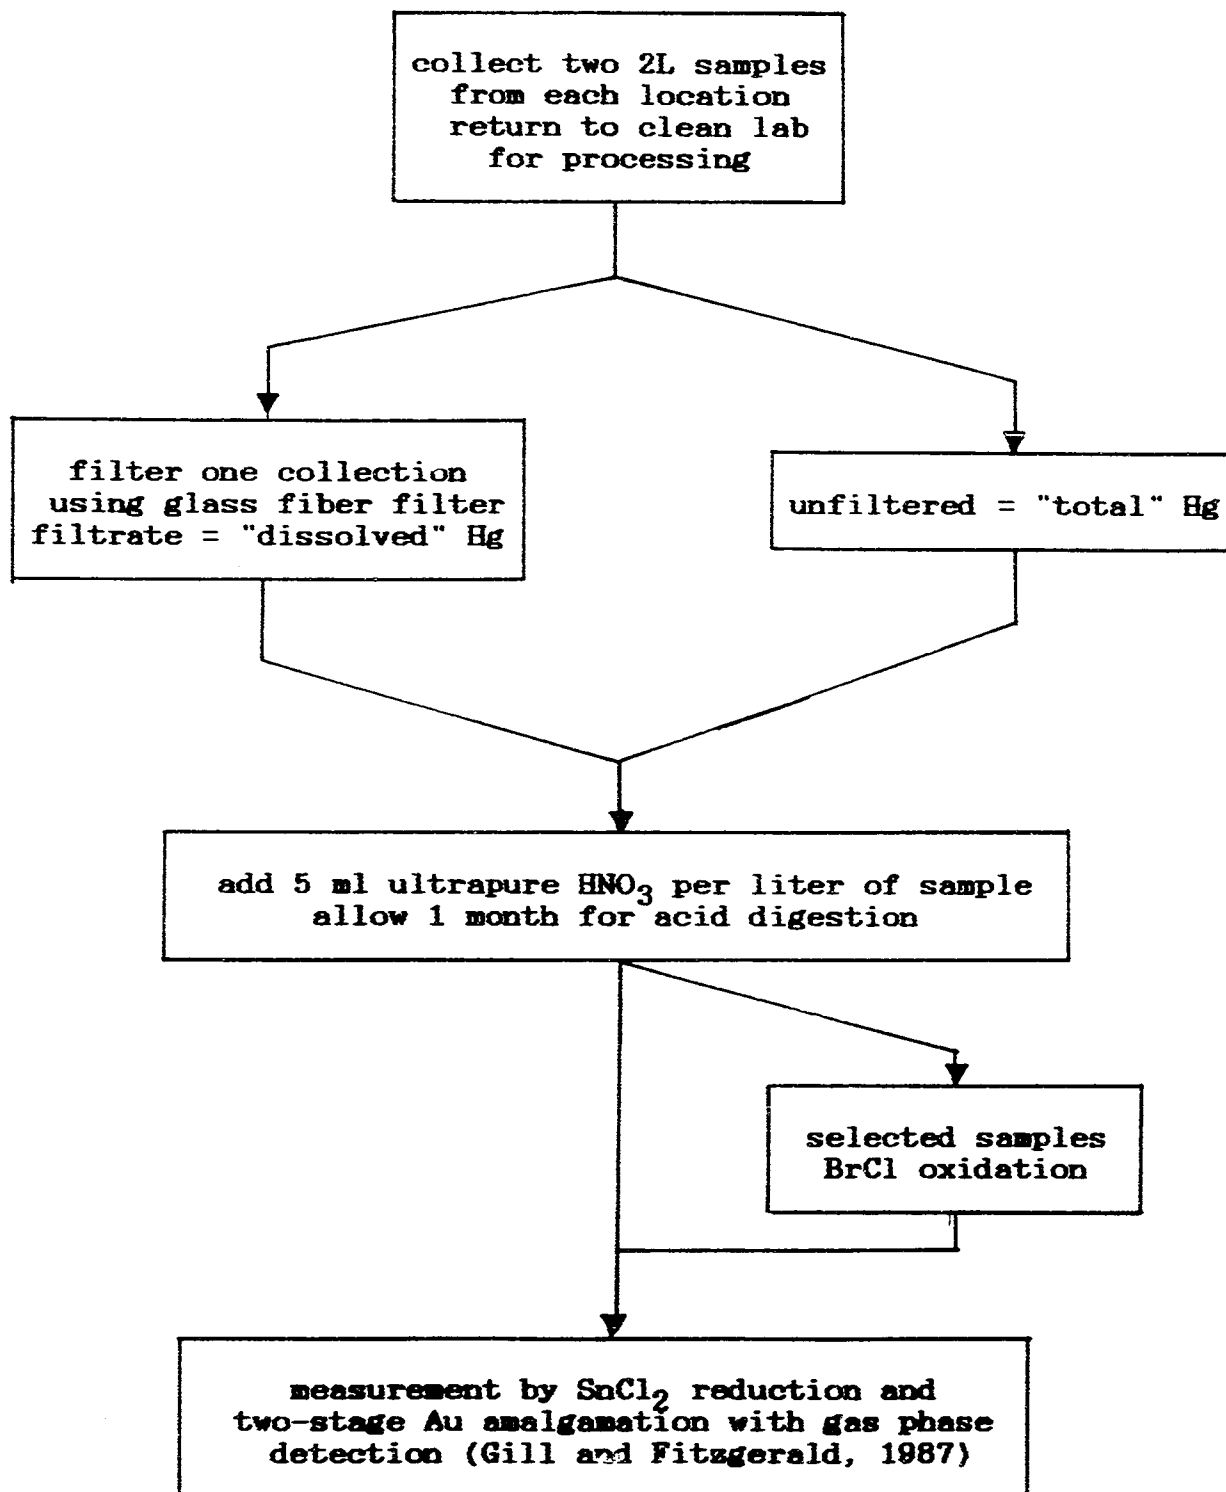 collect two 2L samples
from each location
return to clean lab
for processing
filter one collection
using glass fiber filter
filtrate = "dissolved" Hg
unfiltered = "total" Hg
add 5 ml ultrapure HNO₃ per liter of sample
allow 1 month for acid digestion
selected samples
BrCl oxidation
measurement by SnCl₂ reduction and
two-stage Au amalgamation with gas phase
detection (Gill and Fitzgerald, 1987)